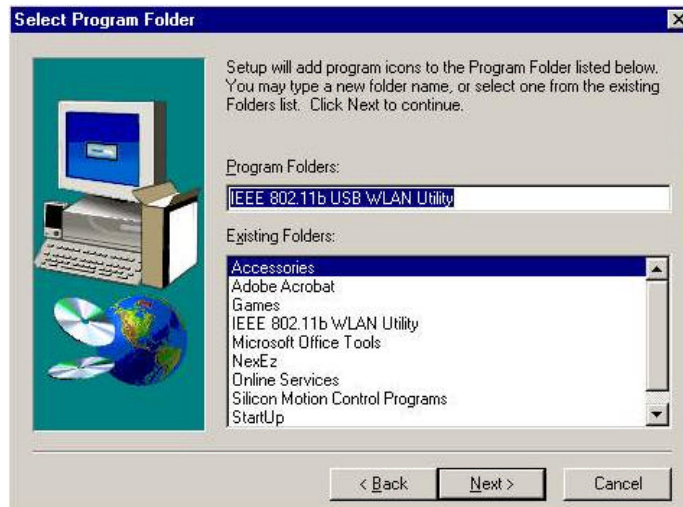 Select Program Folder
Setup will add program icons to the Program Folder listed below.
You may type a new folder name, or select one from the existing
Folders list. Click Next to continue.
Program Folders:
IEEE 802.11b USB WLAN Utility
Existing Folders:
Accessories
Adobe Acrobat
Games
IEEE 802.11b WLAN Utility
Microsoft Office Tools
NexEz
Online Services
Silicon Motion Control Programs
StartUp
< Back
Next >
Cancel